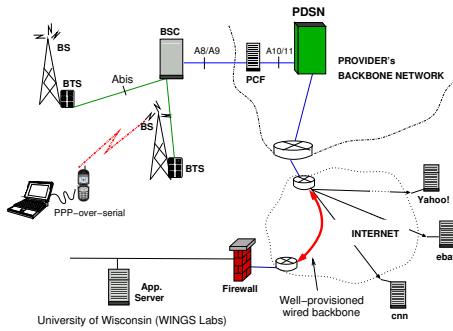 PDSN
BS
BSC
A8/A9
A10/11
PROVIDER's
BACKBONE NETWORK
PCF
BTS
Abis
BS
BTS
PPP-over-serial
Yahoo!
INTERNET
eba
App.
Server
Firewall
Well-provisioned
wired backbone
cnn
University of Wisconsin (WINGS Labs)